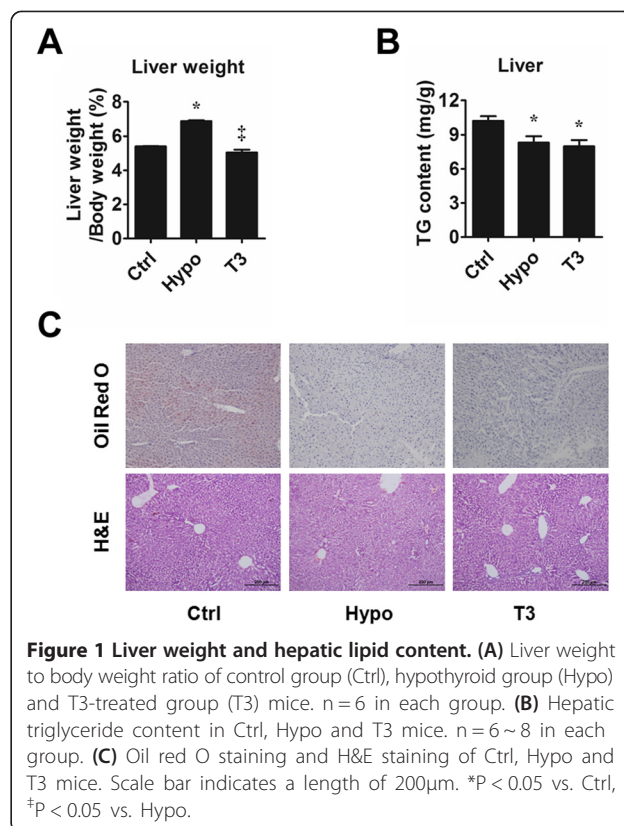 A
B
Liver weight
Liver
Liver weight
/Body weight (%)
8
6
4
2
0
*
‡
Ctrl
Hypo
T3
TG content (mg/g)
12
9
6
3
0
*
*
Ctrl
Hypo
T3
C
Oil Red O
H&E
200 µm
Ctrl
Hypo
T3
Figure 1 Liver weight and hepatic lipid content. (A) Liver weight
to body weight ratio of control group (Ctrl), hypothyroid group (Hypo)
and T3-treated group (T3) mice. n = 6 in each group. (B) Hepatic
triglyceride content in Ctrl, Hypo and T3 mice. n = 6 ~ 8 in each
group. (C) Oil red O staining and H&E staining of Ctrl, Hypo and
T3 mice. Scale bar indicates a length of 200μm. *P < 0.05 vs. Ctrl,
‡P < 0.05 vs. Hypo.